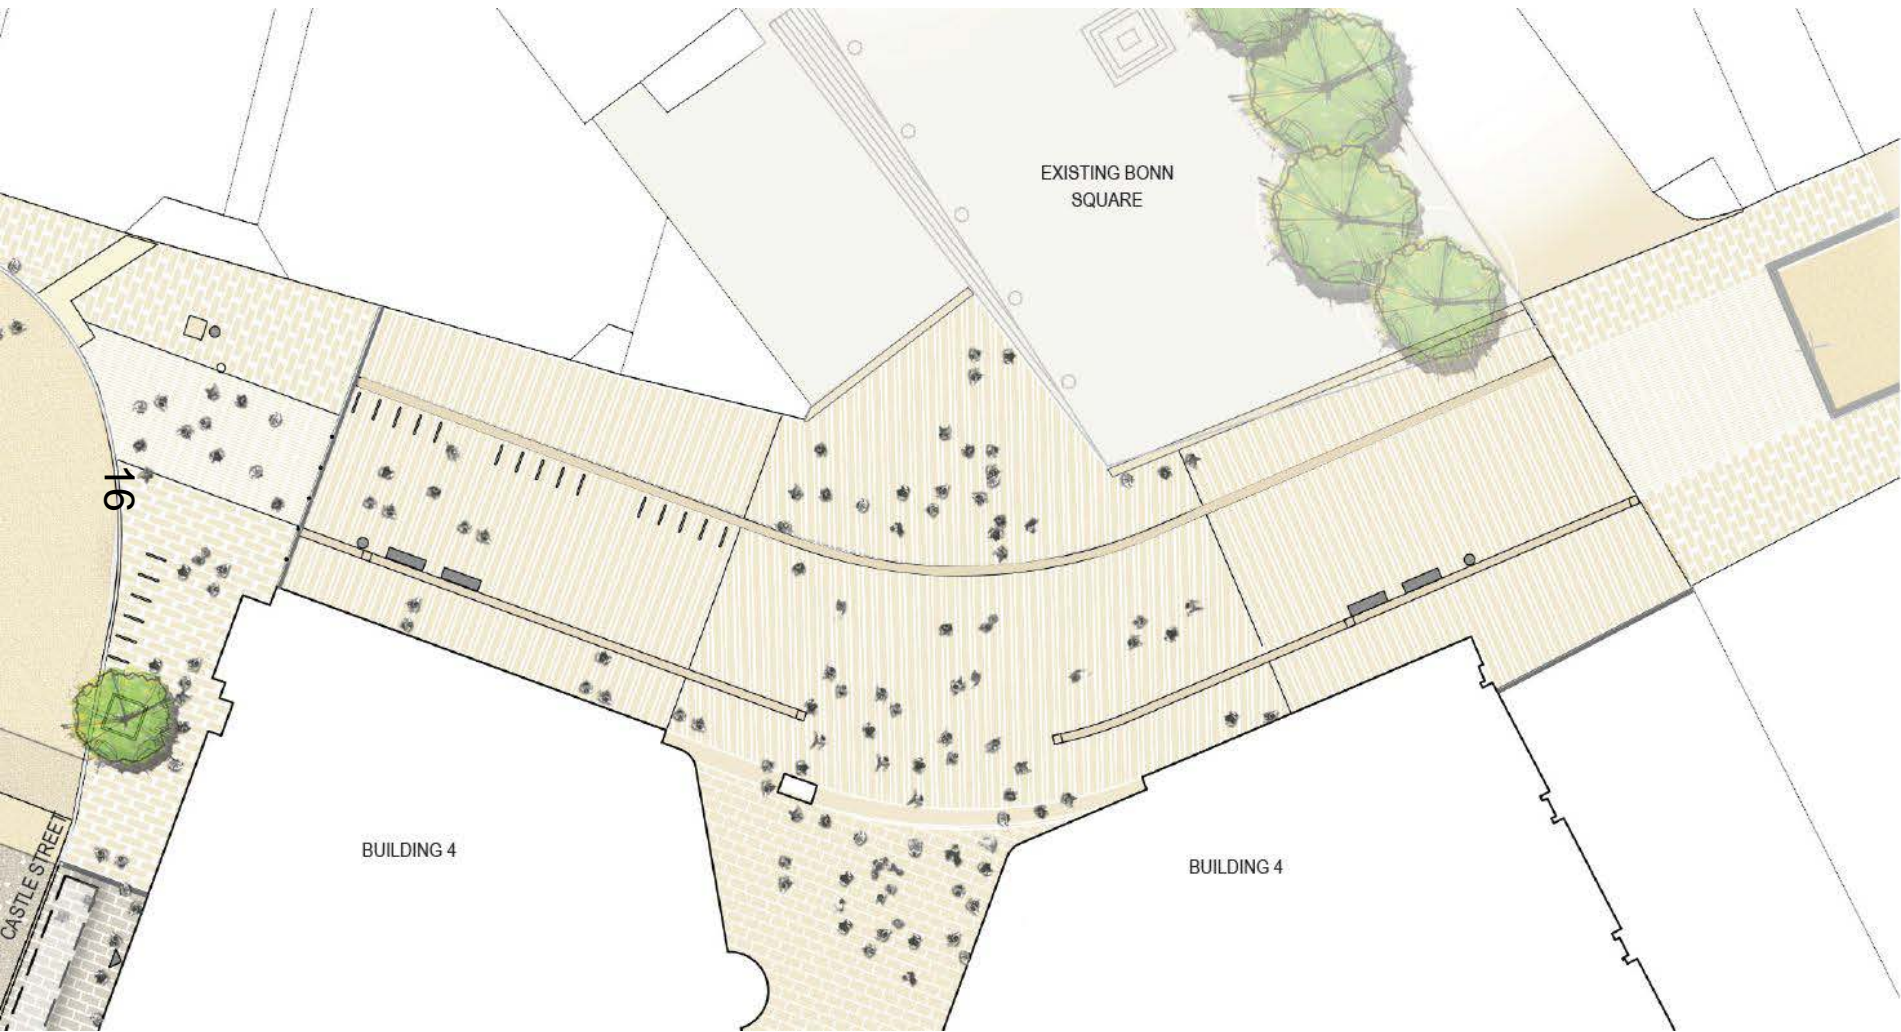 EXISTING BONN
SQUARE
16
BUILDING 4
BUILDING 4
CASTLE STREET